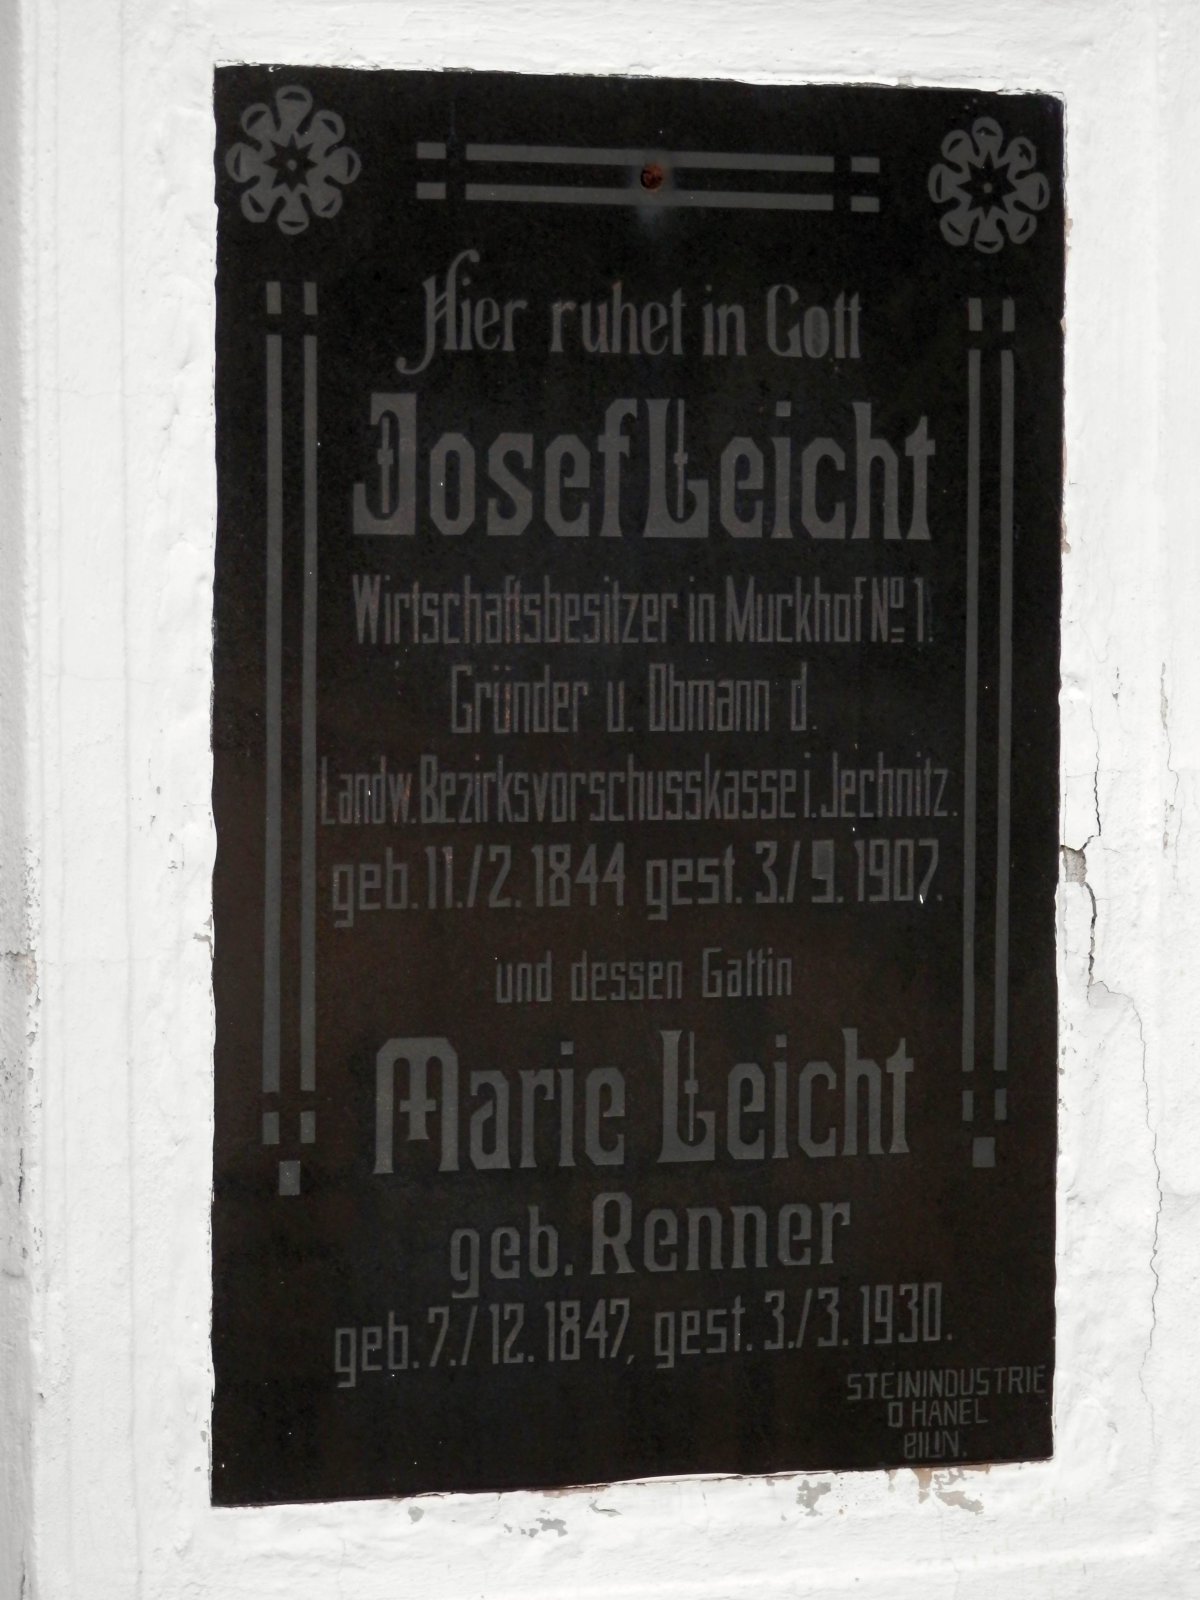 Hier ruhet in Gott
Josef Leicht
Wirtschaftsbesitzer in Muckhof No 1.
Gründer u. Obmann d.
Landw. Bezirksvorschusskasse i. Jechnitz.
geb. 11./2. 1844 gest. 3./9. 1907.
und dessen Gattin
Marie Leicht
geb. Renner
geb. 7./12. 1847, gest. 3./3. 1930.
STEININDUSTRIE
O HANEL